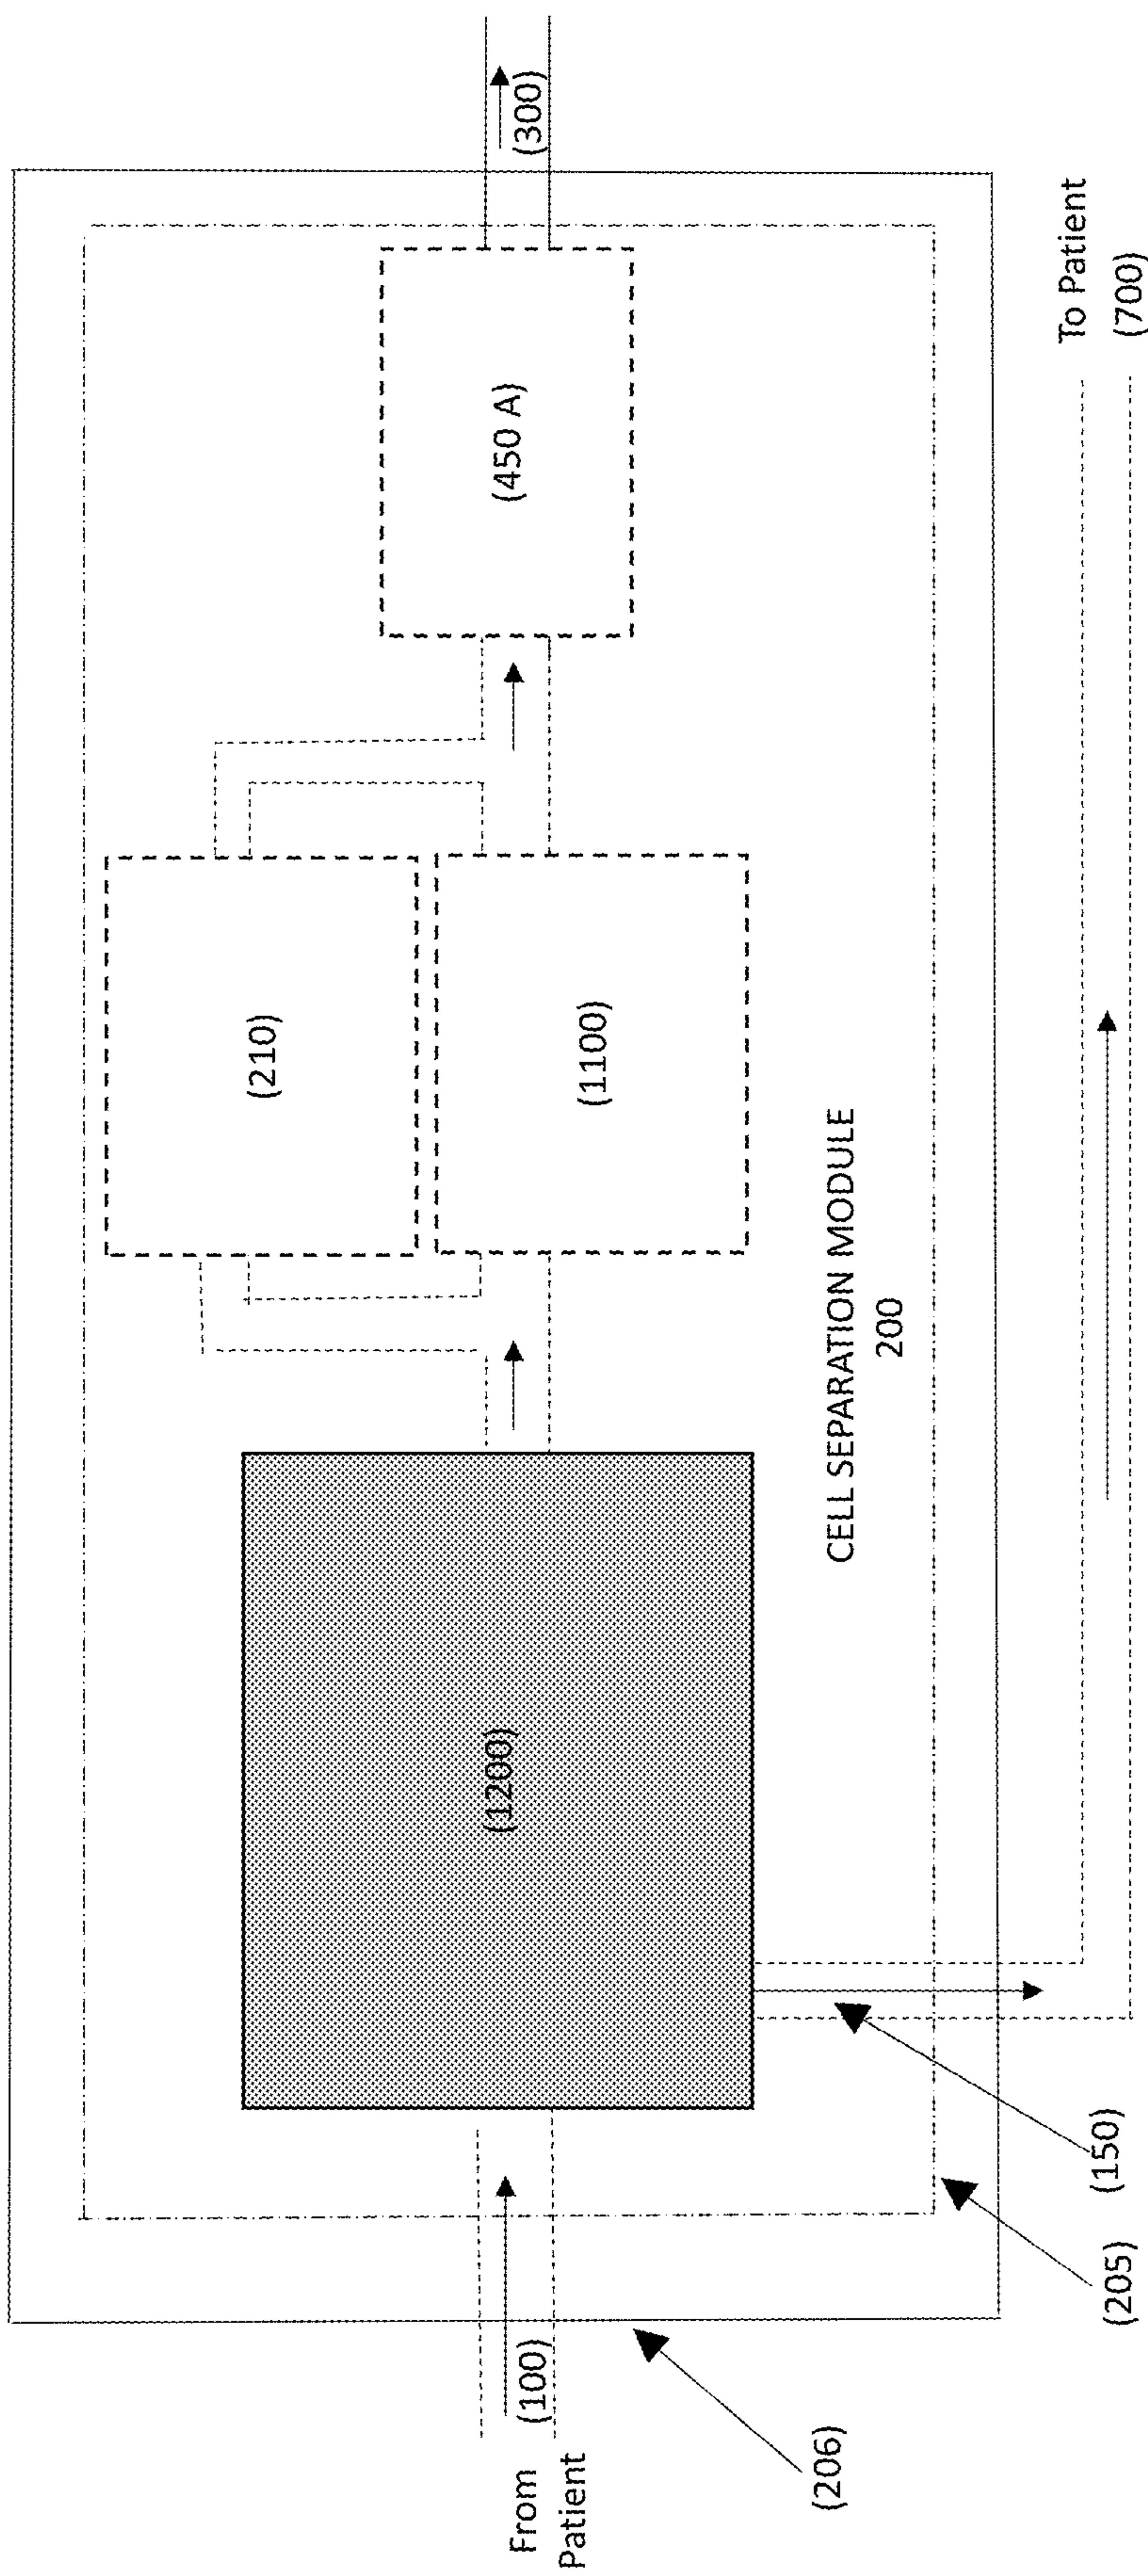 From
Patient
(100)
(206)
(205)
(150)
(1200)
CELL SEPARATION MODULE
200
(210)
(1100)
(450 A)
(300)
To Patient
(700)